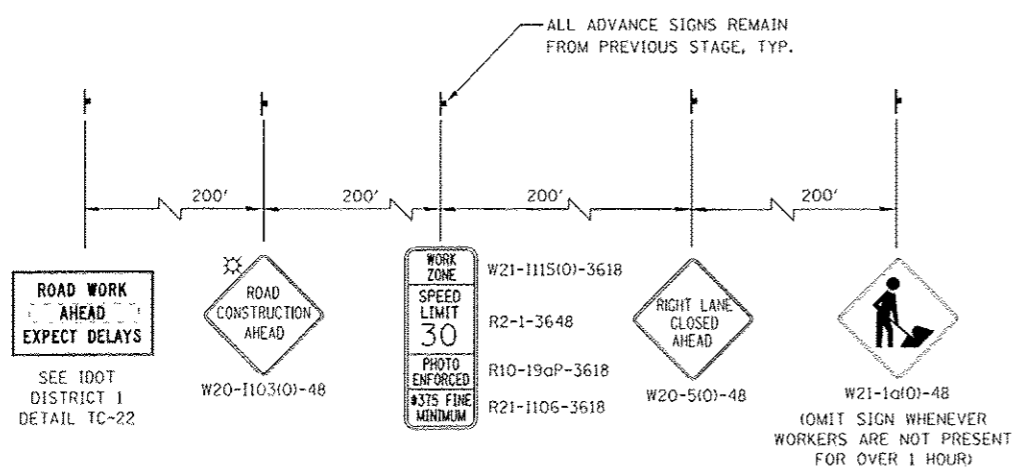 ALL ADVANCE SIGNS REMAIN
FROM PREVIOUS STAGE, TYP.
200'
200'
200'
200'
ROAD WORK
AHEAD
EXPECT DELAYS
SEE IDOT
DISTRICT 1
DETAIL TC-22
ROAD
CONSTRUCTION
AHEAD
W20-I103(O)-48
WORK
ZONE
SPEED
LIMIT
30
PHOTO
ENFORCED
$375 FINE
MINIMUM
W21-I115(O)-3618
R2-1-3648
R10-19aP-3618
R21-I106-3618
RIGHT LANE
CLOSED
AHEAD
W20-5(O)-48
W21-1a(O)-48
(OMIT SIGN WHENEVER
WORKERS ARE NOT PRESENT
FOR OVER 1 HOUR)